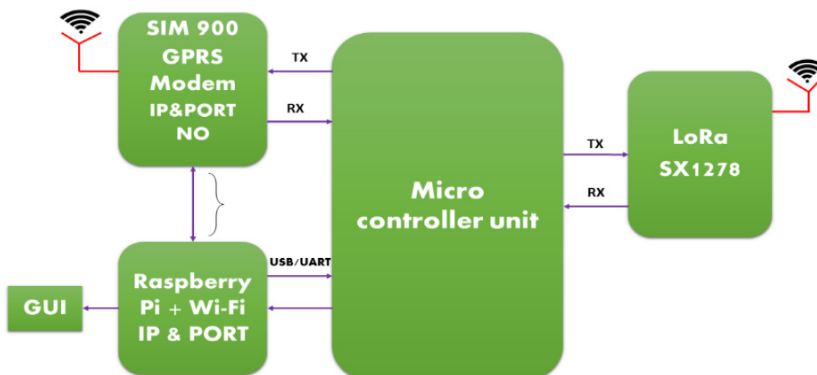 SIM 900
GPRS
Modem
IP&PORT
NO
TX
RX
Micro
controller unit
TX
RX
LoRa
SX1278
Raspberry
Pi + Wi-Fi
IP & PORT
USB/UART
GUI